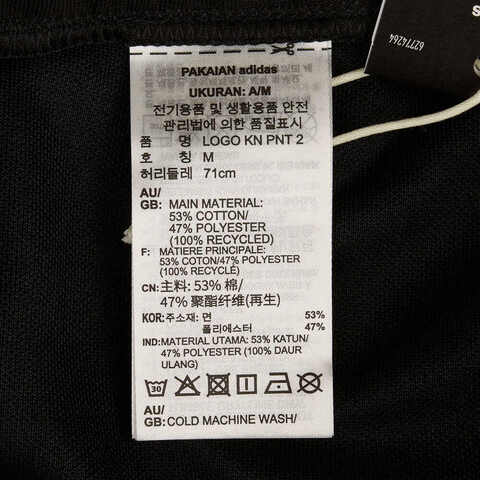 62774264
S
PAKAIAN adidas
UKURAN: A/M
전기용품 및 생활용품 안전
관리법에 의한 품질표시
품 명 LOGO KN PNT 2
호 칭 M
허리둘레 71cm
AU/
GB: MAIN MATERIAL:
53% COTTON/
47% POLYESTER
(100% RECYCLED)
F: MATIERE PRINCIPALE:
53% COTON/47% POLYESTER
(100% RECYCLÉ)
CN: 主料: 53% 棉/
47% 聚酯纤维(再生)
KOR: 주소재: 면 53%
폴리에스터 47%
IND: MATERIAL UTAMA: 53% KATUN/
47% POLYESTER (100% DAUR
ULANG)
30
AU/
GB: COLD MACHINE WASH/